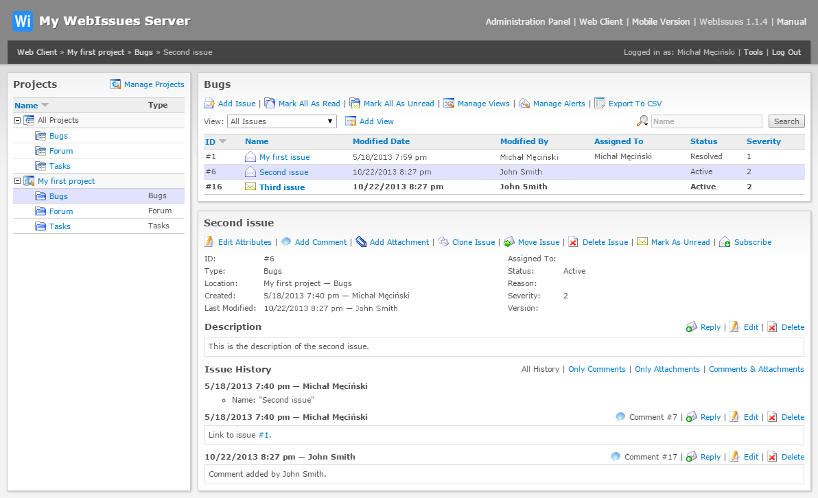 Wi My WebIssues Server
Administration Panel | Web Client | Mobile Version | WebIssues 1.1.4 | Manual
Web Client » My first project » Bugs » Second issue
Logged in as: Michał Męciński | Tools | Log Out
Projects
Manage Projects
Name Type
All Projects
Bugs
Forum
Tasks
My first project
Bugs Bugs
Forum Forum
Tasks Tasks
Bugs
Add Issue | Mark All As Read | Mark All As Unread | Manage Views | Manage Alerts | Export To CSV
View: All Issues Add View Name Search
ID Name Modified Date Modified By Assigned To Status Severity
#1 My first issue 5/18/2013 7:59 pm Michał Męciński Michał Męciński Resolved 1
#6 Second issue 10/22/2013 8:27 pm John Smith Active 2
#16 Third issue 10/22/2013 8:27 pm John Smith Active 2
Second issue
Edit Attributes | Add Comment | Add Attachment | Clone Issue | Move Issue | Delete Issue | Mark As Unread | Subscribe
ID: #6 Assigned To:
Type: Bugs Status: Active
Location: My first project — Bugs Reason:
Created: 5/18/2013 7:40 pm — Michał Męciński Severity: 2
Last Modified: 10/22/2013 8:27 pm — John Smith Version:
Description Reply | Edit | Delete
This is the description of the second issue.
Issue History All History | Only Comments | Only Attachments | Comments & Attachments
5/18/2013 7:40 pm — Michał Męciński
Name: "Second issue"
5/18/2013 7:40 pm — Michał Męciński Comment #7 | Reply | Edit | Delete
Link to issue #1.
10/22/2013 8:27 pm — John Smith Comment #17 | Reply | Edit | Delete
Comment added by John Smith.